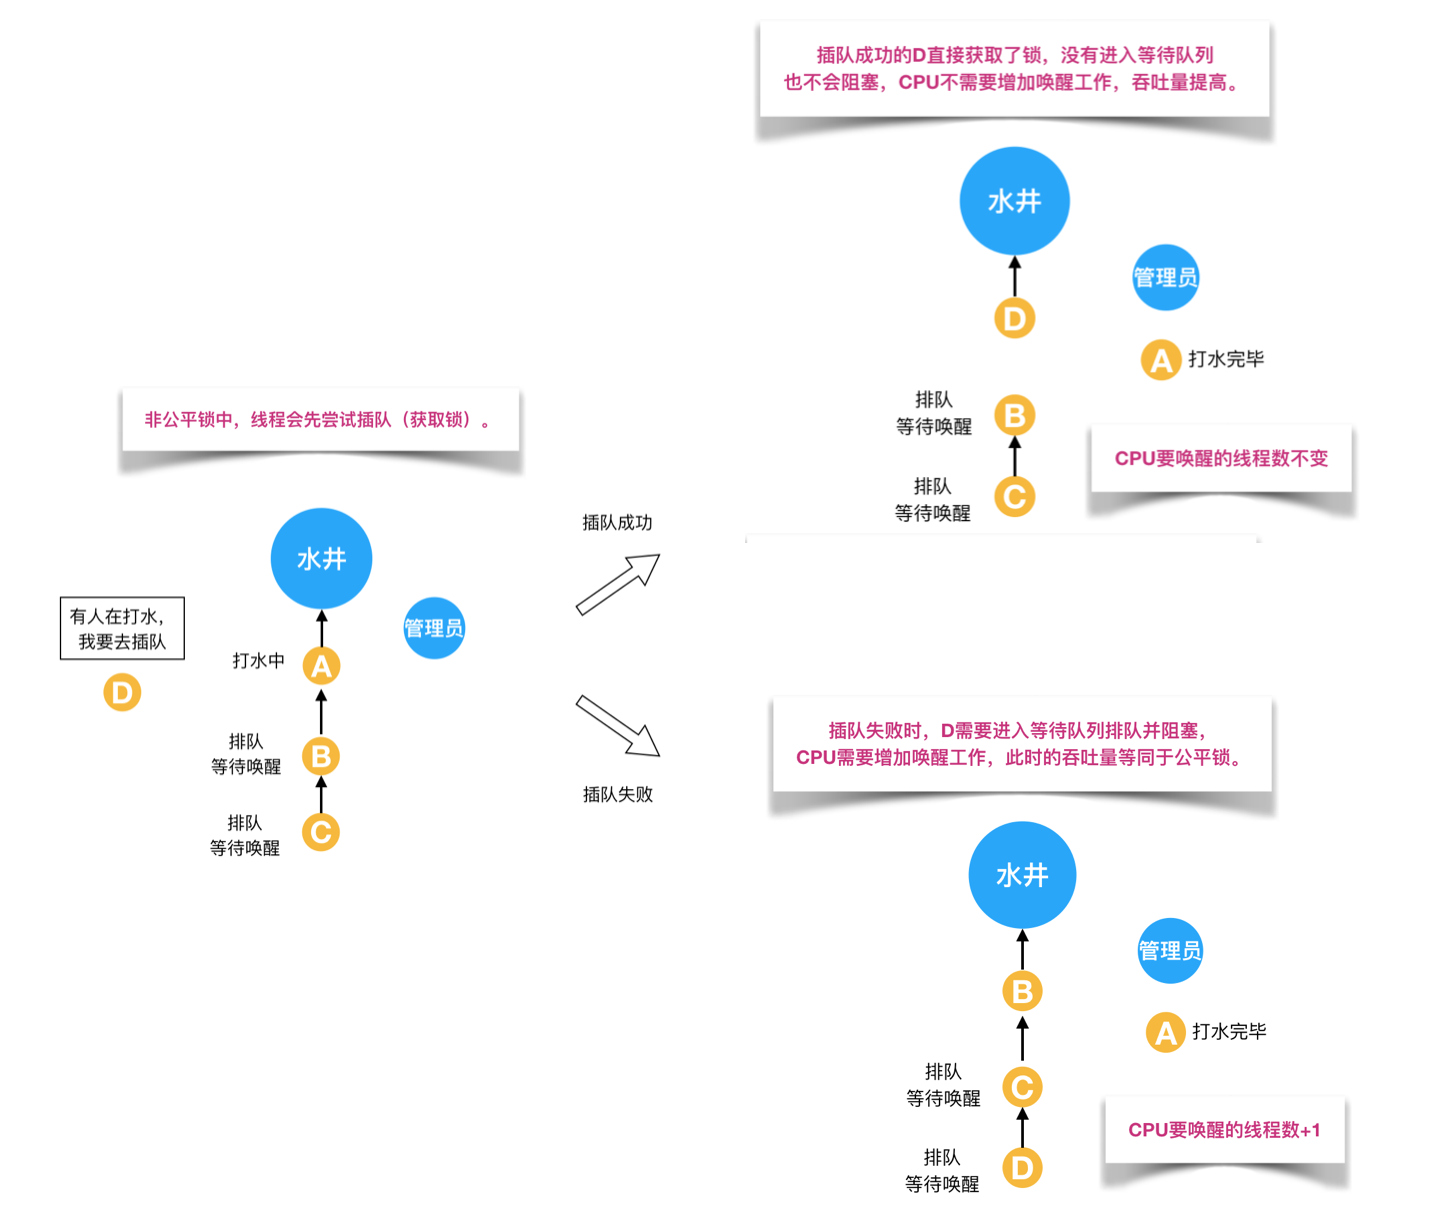 非公平锁中，线程会先尝试插队（获取锁）。
水井
有人在打水，
我要去插队
管理员
打水中
A
D
排队
等待唤醒
B
排队
等待唤醒
C
插队成功
插队失败
插队成功的D直接获取了锁，没有进入等待队列
也不会阻塞，CPU不需要增加唤醒工作，吞吐量提高。
水井
管理员
D
A
打水完毕
排队
等待唤醒
B
CPU要唤醒的线程数不变
排队
等待唤醒
C
插队失败时，D需要进入等待队列排队并阻塞，
CPU需要增加唤醒工作，此时的吞吐量等同于公平锁。
水井
管理员
B
A
打水完毕
排队
等待唤醒
C
CPU要唤醒的线程数+1
排队
等待唤醒
D